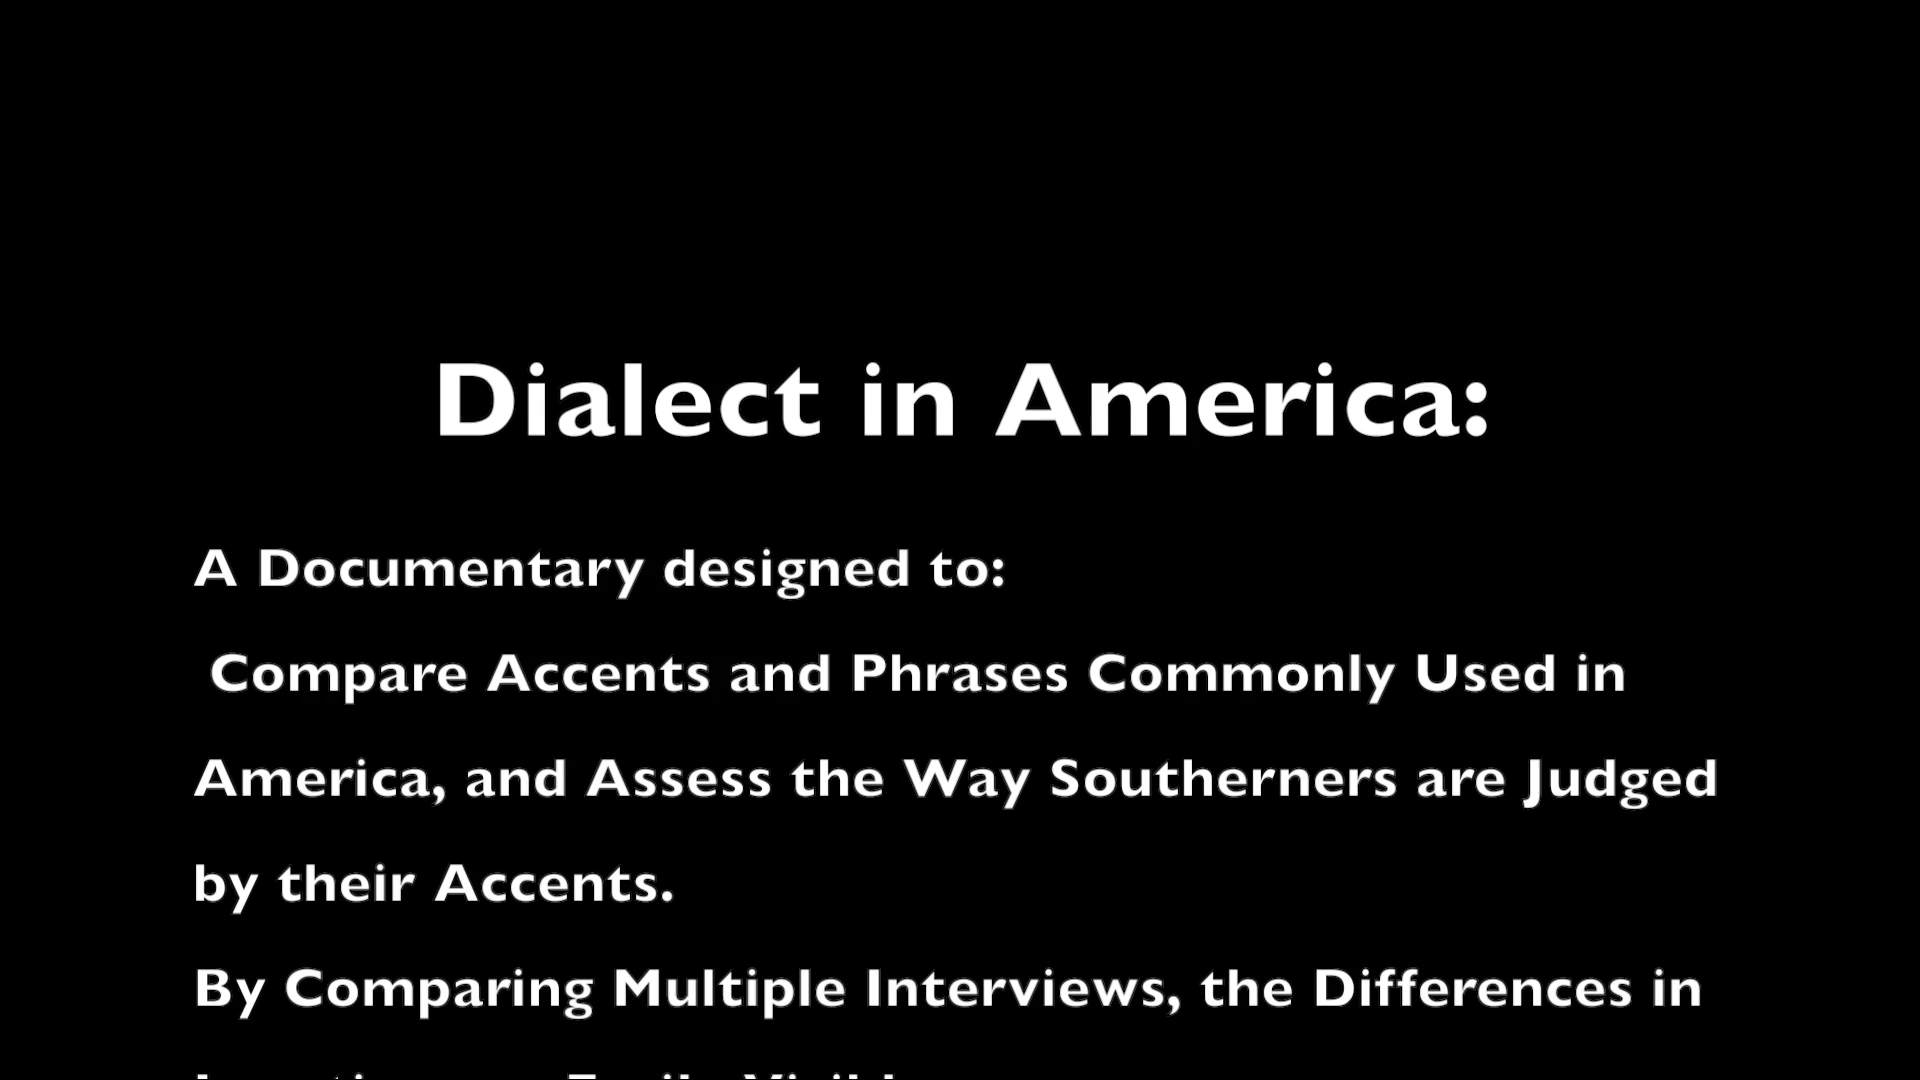 Dialect in America:
A Documentary designed to:
Compare Accents and Phrases Commonly Used in
America, and Assess the Way Southerners are Judged
by their Accents.
By Comparing Multiple Interviews, the Differences in